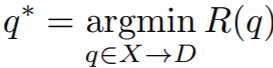 q* = argmin R(q)
q∈X→D